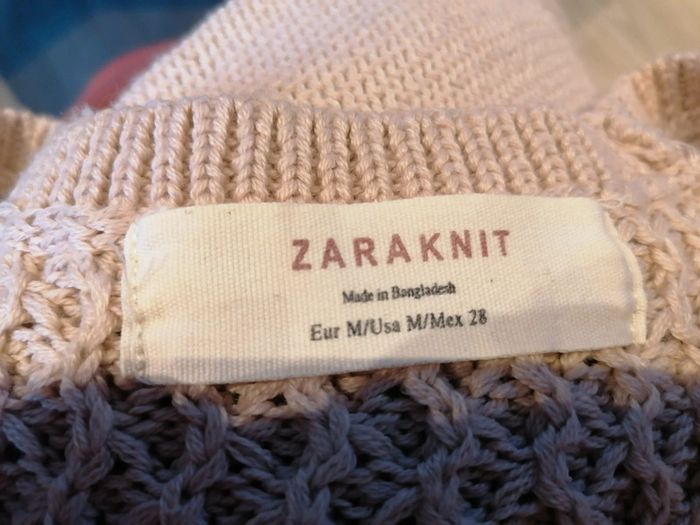 ZARAKNIT
Made in Bangladesh
Eur M/Usa M/Mex 28